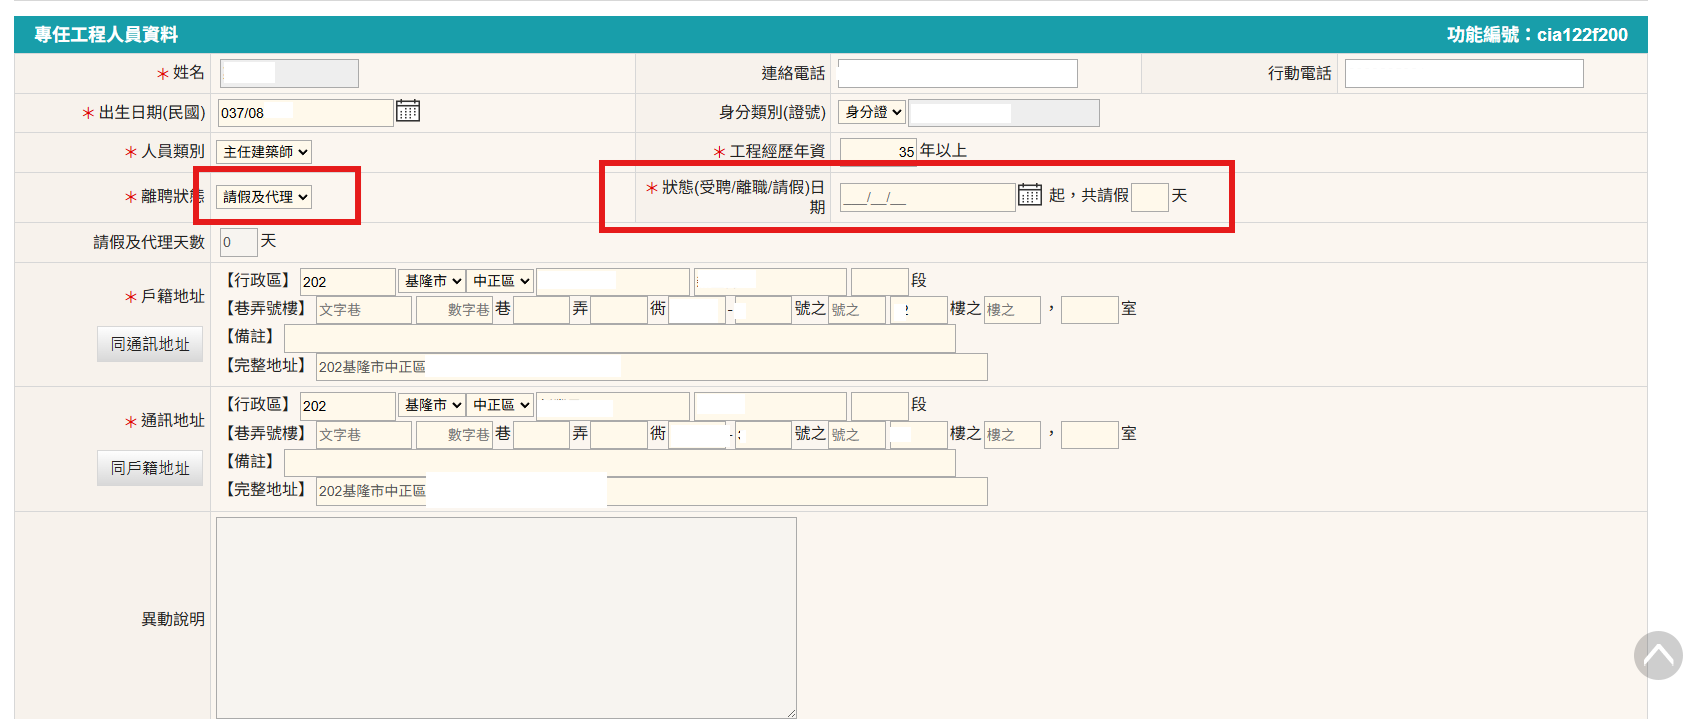 專任工程人員資料 功能編號：cia122f200
＊姓名 連絡電話 行動電話
＊出生日期(民國) 037/08 身分類別(證號) 身分證
＊人員類別 主任建築師 ＊工程經歷年資 35 年以上
＊離聘狀態 請假及代理 ＊狀態(受聘/離職/請假)日期 ___/__/__ 起，共請假 天
請假及代理天數 0 天
＊戶籍地址 同通訊地址
【行政區】 202 基隆市 中正區 段
【巷弄號樓】 文字巷 數字巷 巷 弄 衖 - 號之 號之 樓之 樓之 ， 室
【備註】
【完整地址】 202基隆市中正區
＊通訊地址 同戶籍地址
【行政區】 202 基隆市 中正區 段
【巷弄號樓】 文字巷 數字巷 巷 弄 衖 - 號之 號之 樓之 樓之 ， 室
【備註】
【完整地址】 202基隆市中正區
異動說明